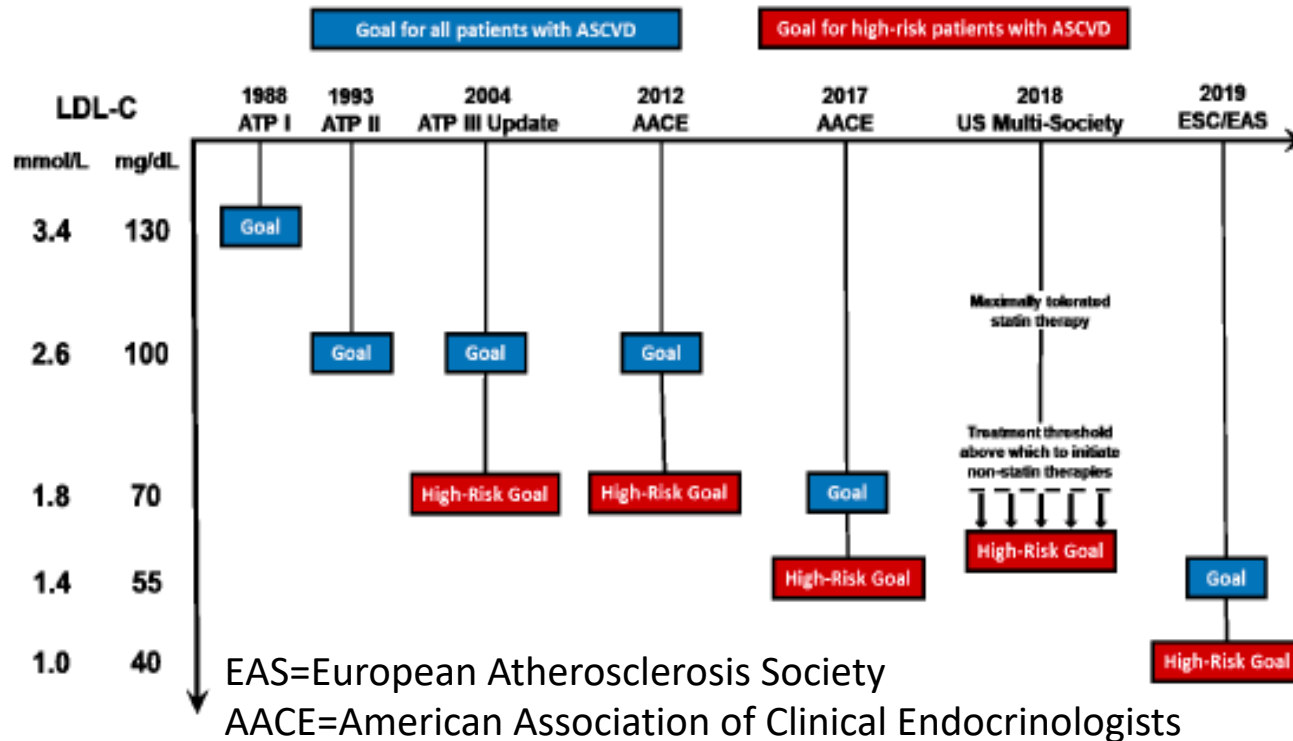 Goal for all patients with ASCVD
Goal for high-risk patients with ASCVD
LDL-C
mmol/L mg/dL
1988
ATP I
1993
ATP II
2004
ATP III Update
2012
AACE
2017
AACE
2018
US Multi-Society
2019
ESC/EAS
3.4 130
Goal
Maximally tolerated
statin therapy
2.6 100
Goal
Goal
Goal
Treatment threshold
above which to initiate
non-statin therapies
1.8 70
High-Risk Goal
High-Risk Goal
Goal
High-Risk Goal
1.4 55
High-Risk Goal
Goal
1.0 40
High-Risk Goal
EAS=European Atherosclerosis Society
AACE=American Association of Clinical Endocrinologists